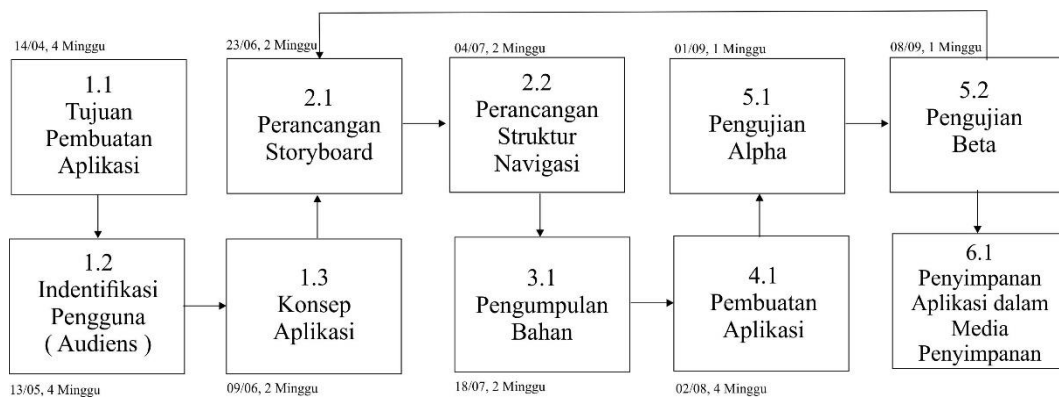 14/04, 4 Minggu
1.1
Tujuan
Pembuatan
Aplikasi
1.2
Indentifikasi
Pengguna
( Audiens )
13/05, 4 Minggu
1.3
Konsep
Aplikasi
09/06, 2 Minggu
23/06, 2 Minggu
2.1
Perancangan
Storyboard
04/07, 2 Minggu
2.2
Perancangan
Struktur
Navigasi
3.1
Pengumpulan
Bahan
18/07, 2 Minggu
4.1
Pembuatan
Aplikasi
02/08, 4 Minggu
01/09, 1 Minggu
5.1
Pengujian
Alpha
08/09, 1 Minggu
5.2
Pengujian
Beta
6.1
Penyimpanan
Aplikasi dalam
Media
Penyimpanan